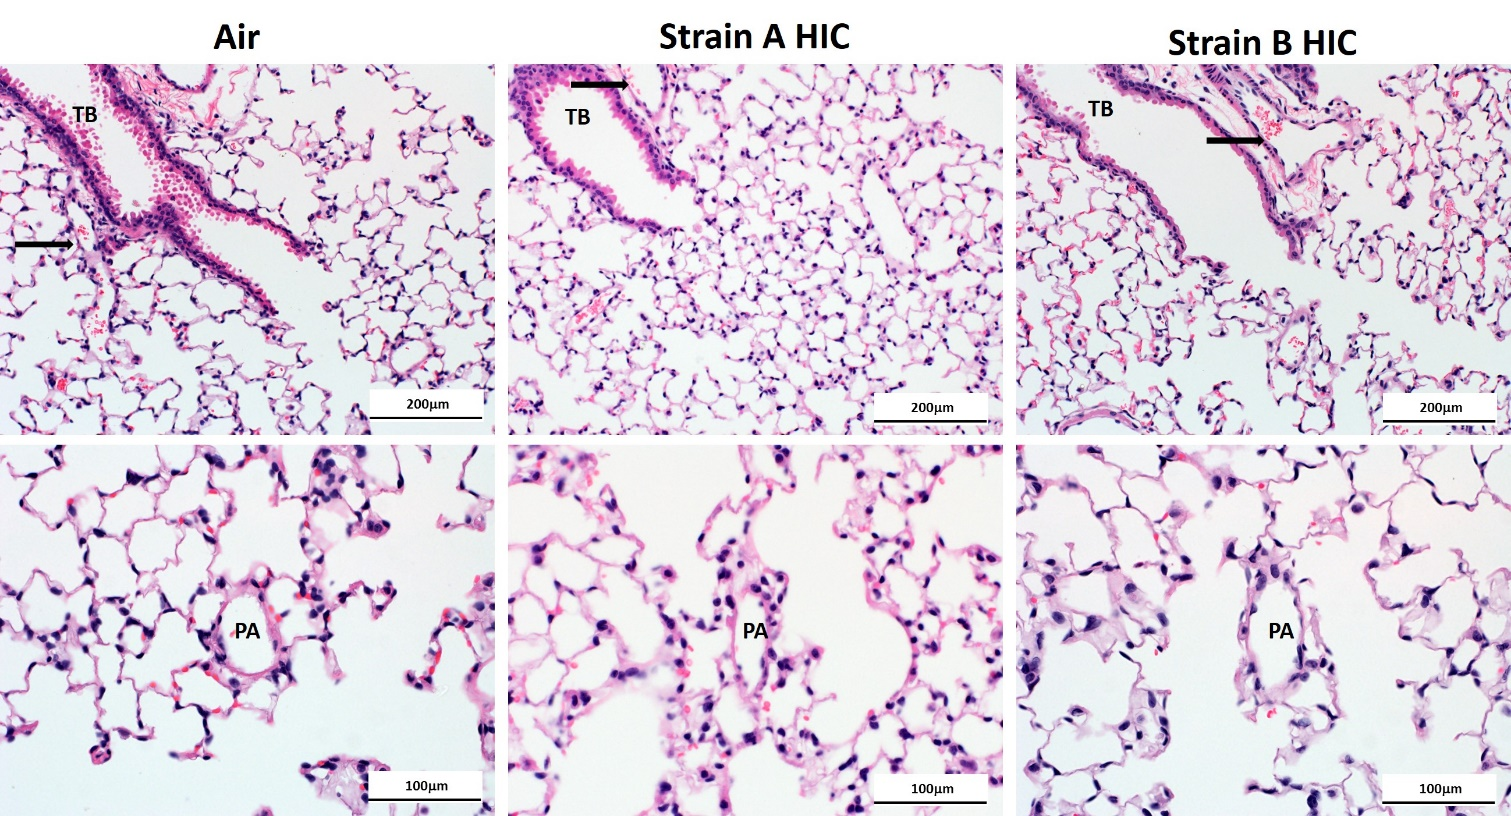 Air
Strain A HIC
Strain B HIC
TB
TB
TB
200µm
200µm
200µm
PA
PA
PA
100µm
100µm
100µm